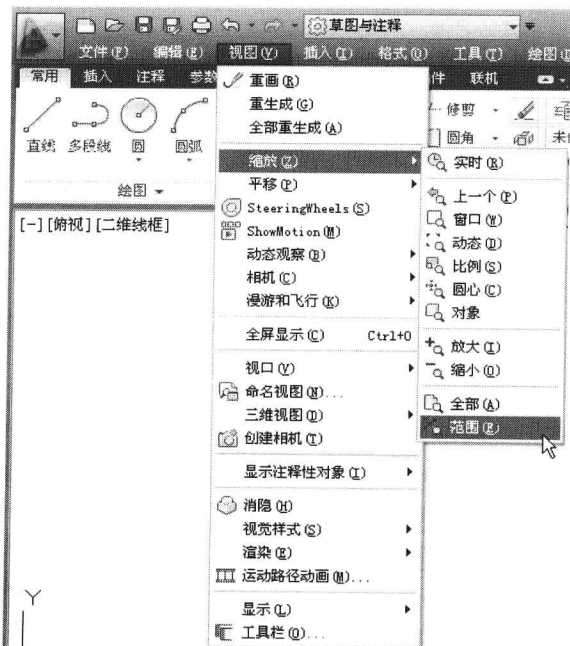 草图与注释
文件(F) 编辑(E) 视图(V) 插入(I) 格式(O) 工具(T) 绘图(D)
常用 插入 注释 参数
件 联机
直线 多段线 圆 圆弧
绘图
修剪
圆角
[-][俯视][二维线框]
重画(R)
重生成(G)
全部重生成(A)
缩放(Z)
平移(P)
SteeringWheels(S)
ShowMotion(M)
动态观察(B)
相机(C)
漫游和飞行(K)
全屏显示(C) Ctrl+0
视口(V)
命名视图(N)...
三维视图(D)
创建相机(T)
显示注释性对象(I)
消隐(H)
视觉样式(S)
渲染(E)
运动路径动画(M)...
显示(L)
工具栏(O)...
实时(R)
上一个(P)
窗口(W)
动态(D)
比例(S)
圆心(C)
对象
放大(I)
缩小(O)
全部(A)
范围(E)
Y